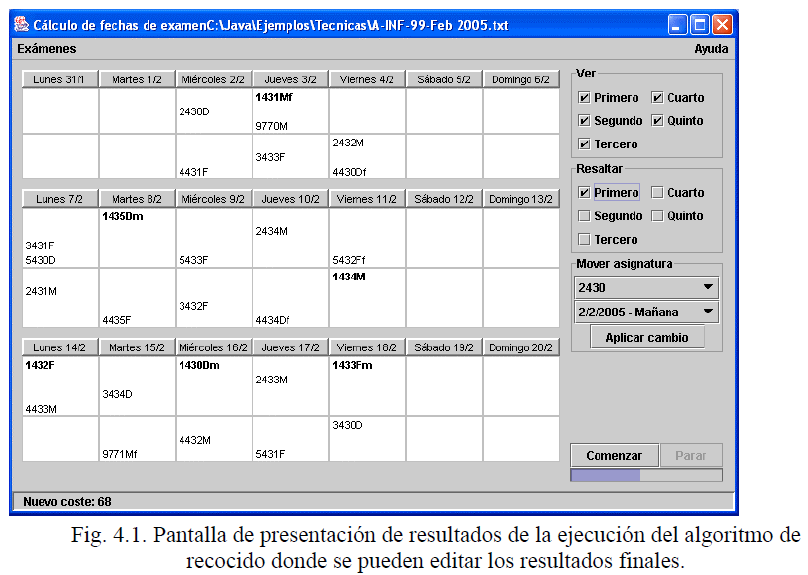 Cálculo de fechas de examenC:\Java\Ejemplos\Tecnicas\A-INF-99-Feb 2005.txt
Exámenes Ayuda
Lunes 31/1 Martes 1/2 Miércoles 2/2 Jueves 3/2 Viernes 4/2 Sábado 5/2 Domingo 6/2
1431Mf
2430D
9770M
2432M
3433F
4431F 4430Df
Lunes 7/2 Martes 8/2 Miércoles 9/2 Jueves 10/2 Viernes 11/2 Sábado 12/2 Domingo 13/2
1435Dm
2434M
3431F
5430D 5433F 5432Ff
1434M
2431M
3432F
4435F 4434Df
Lunes 14/2 Martes 15/2 Miércoles 16/2 Jueves 17/2 Viernes 18/2 Sábado 19/2 Domingo 20/2
1432F 1430Dm 1433Fm
2433M
3434D
4433M
3430D
4432M
9771Mf 5431F
Ver
Primero Cuarto
Segundo Quinto
Tercero
Resaltar
Primero Cuarto
Segundo Quinto
Tercero
Mover asignatura
2430
2/2/2005 - Mañana
Aplicar cambio
Comenzar Parar
Nuevo coste: 68
Fig. 4.1. Pantalla de presentación de resultados de la ejecución del algoritmo de
recocido donde se pueden editar los resultados finales.